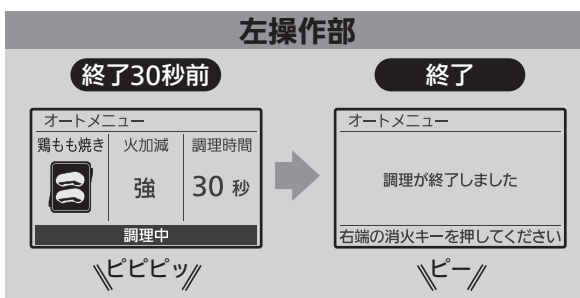 左操作部
終了30秒前
オートメニュー
鶏もも焼き 火加減 調理時間
強 30 秒
調理中
ピピピッ
終了
オートメニュー
調理が終了しました
右端の消火キーを押してください
ピー